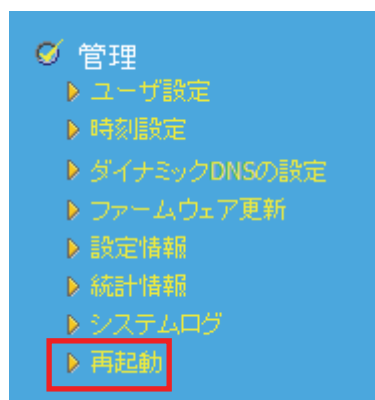 管理
ユーザ設定
時刻設定
ダイナミックDNSの設定
ファームウェア更新
設定情報
統計情報
システムログ
再起動